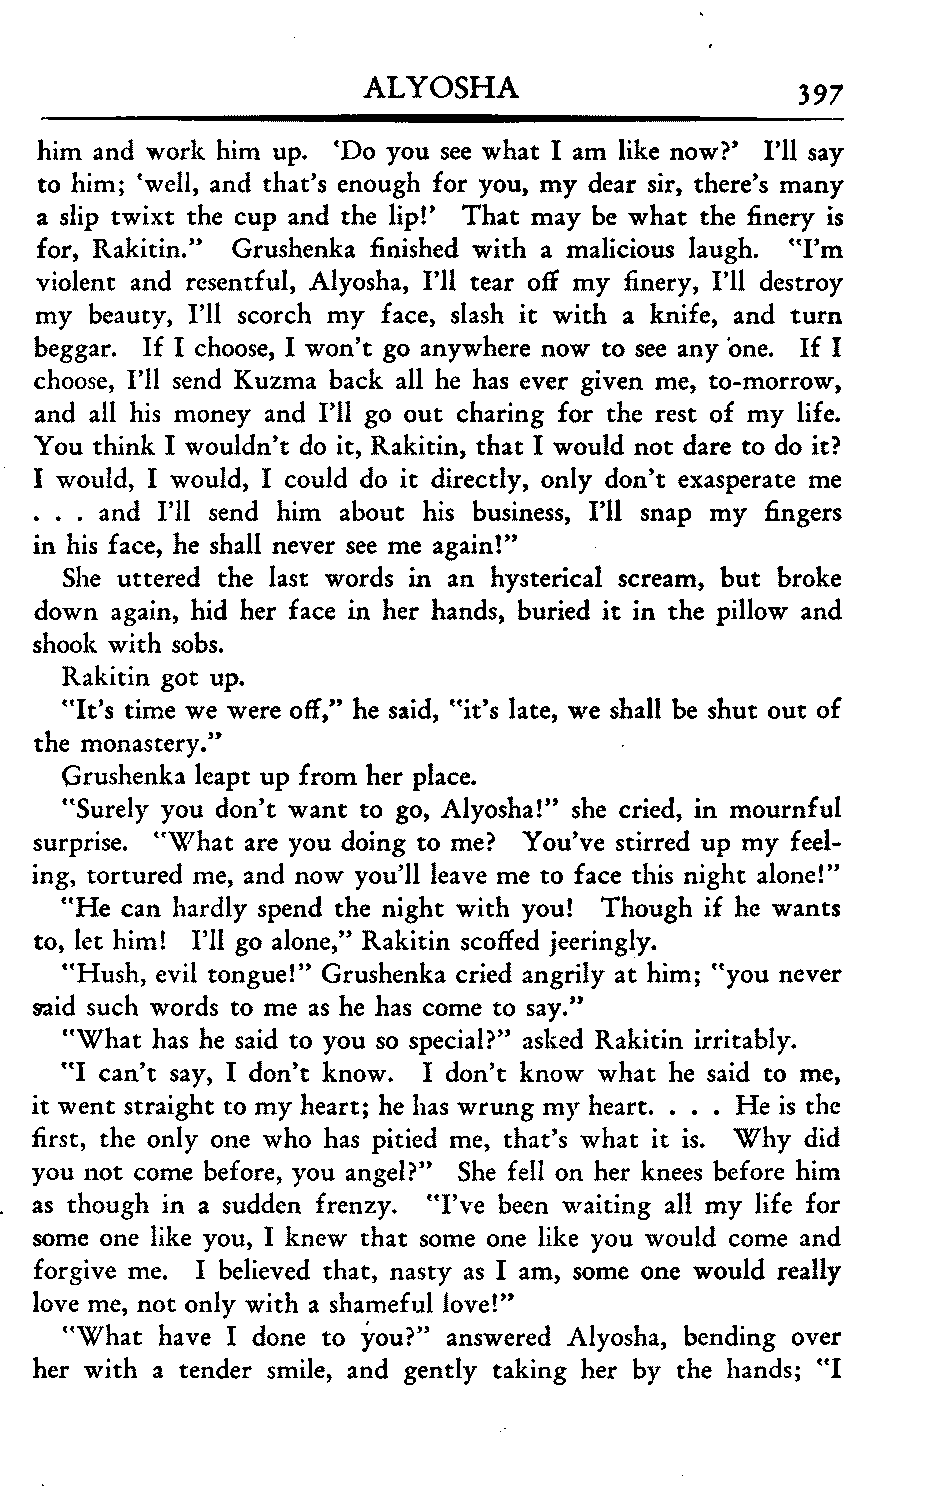 ALYOSHA 397
him and work him up. 'Do you see what I am like now?' I'll say
to him; 'well, and that's enough for you, my dear sir, there's many
a slip twixt the cup and the lip!' That may be what the finery is
for, Rakitin." Grushenka finished with a malicious laugh. "I'm
violent and resentful, Alyosha, I'll tear off my finery, I'll destroy
my beauty, I'll scorch my face, slash it with a knife, and turn
beggar. If I choose, I won't go anywhere now to see any one. If I
choose, I'll send Kuzma back all he has ever given me, to-morrow,
and all his money and I'll go out charing for the rest of my life.
You think I wouldn't do it, Rakitin, that I would not dare to do it?
I would, I would, I could do it directly, only don't exasperate me
. . . and I'll send him about his business, I'll snap my fingers
in his face, he shall never see me again!"
She uttered the last words in an hysterical scream, but broke
down again, hid her face in her hands, buried it in the pillow and
shook with sobs.
Rakitin got up.
"It's time we were off," he said, "it's late, we shall be shut out of
the monastery."
Grushenka leapt up from her place.
"Surely you don't want to go, Alyosha!" she cried, in mournful
surprise. "What are you doing to me? You've stirred up my feel-
ing, tortured me, and now you'll leave me to face this night alone!"
"He can hardly spend the night with you! Though if he wants
to, let him! I'll go alone," Rakitin scoffed jeeringly.
"Hush, evil tongue!" Grushenka cried angrily at him; "you never
said such words to me as he has come to say."
"What has he said to you so special?" asked Rakitin irritably.
"I can't say, I don't know. I don't know what he said to me,
it went straight to my heart; he has wrung my heart. . . . He is the
first, the only one who has pitied me, that's what it is. Why did
you not come before, you angel?" She fell on her knees before him
as though in a sudden frenzy. "I've been waiting all my life for
some one like you, I knew that some one like you would come and
forgive me. I believed that, nasty as I am, some one would really
love me, not only with a shameful love!"
"What have I done to you?" answered Alyosha, bending over
her with a tender smile, and gently taking her by the hands; "I